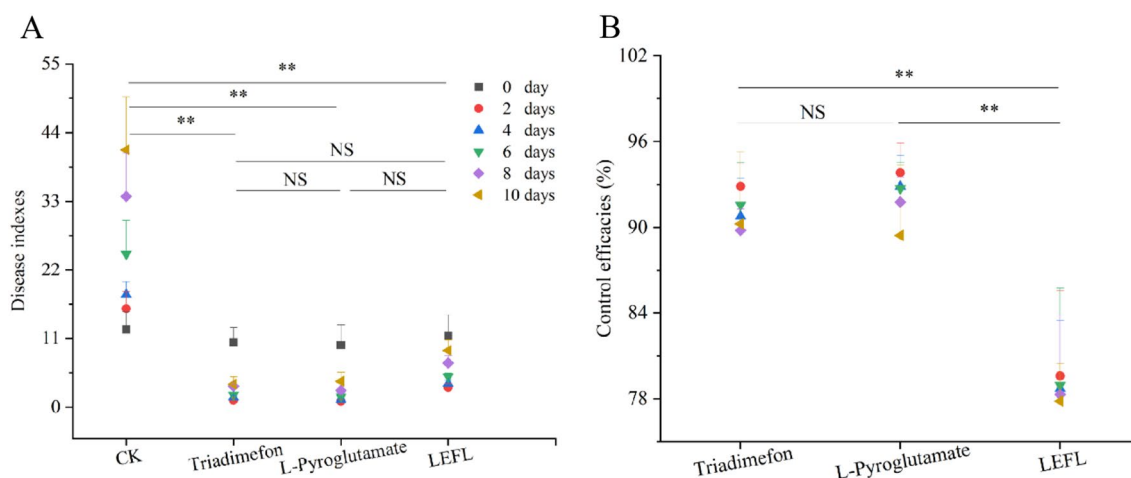 A
55
44
33
22
11
0
Disease indexes
**
**
**
NS
NS
NS
0 day
2 days
4 days
6 days
8 days
10 days
CK
Triadimefon
L-Pyroglutamate
LEFL
B
102
96
90
84
78
Control efficacies (%)
**
NS
**
Triadimefon
L-Pyroglutamate
LEFL